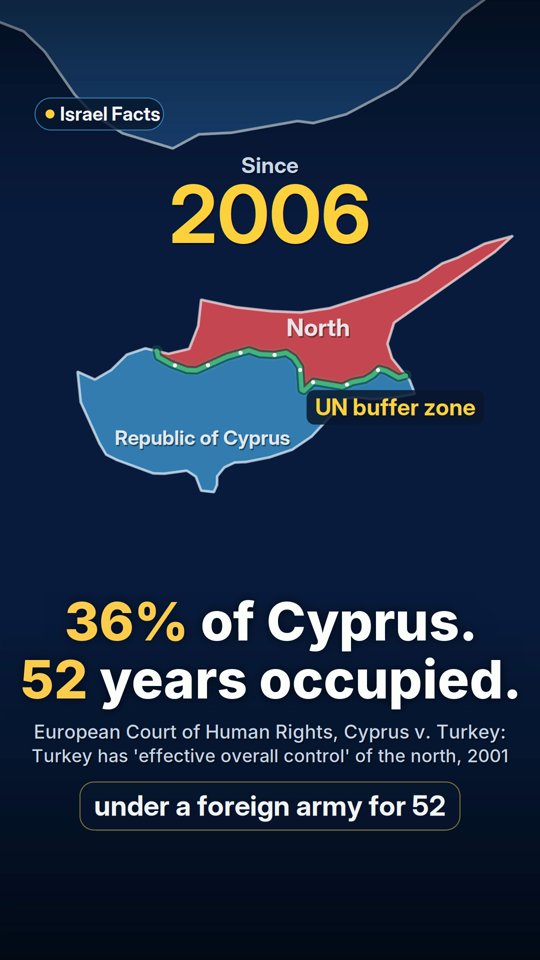 Israel Facts
Since
2006
North
UN buffer zone
Republic of Cyprus
36% of Cyprus.
52 years occupied.
European Court of Human Rights, Cyprus v. Turkey:
Turkey has 'effective overall control' of the north, 2001
under a foreign army for 52